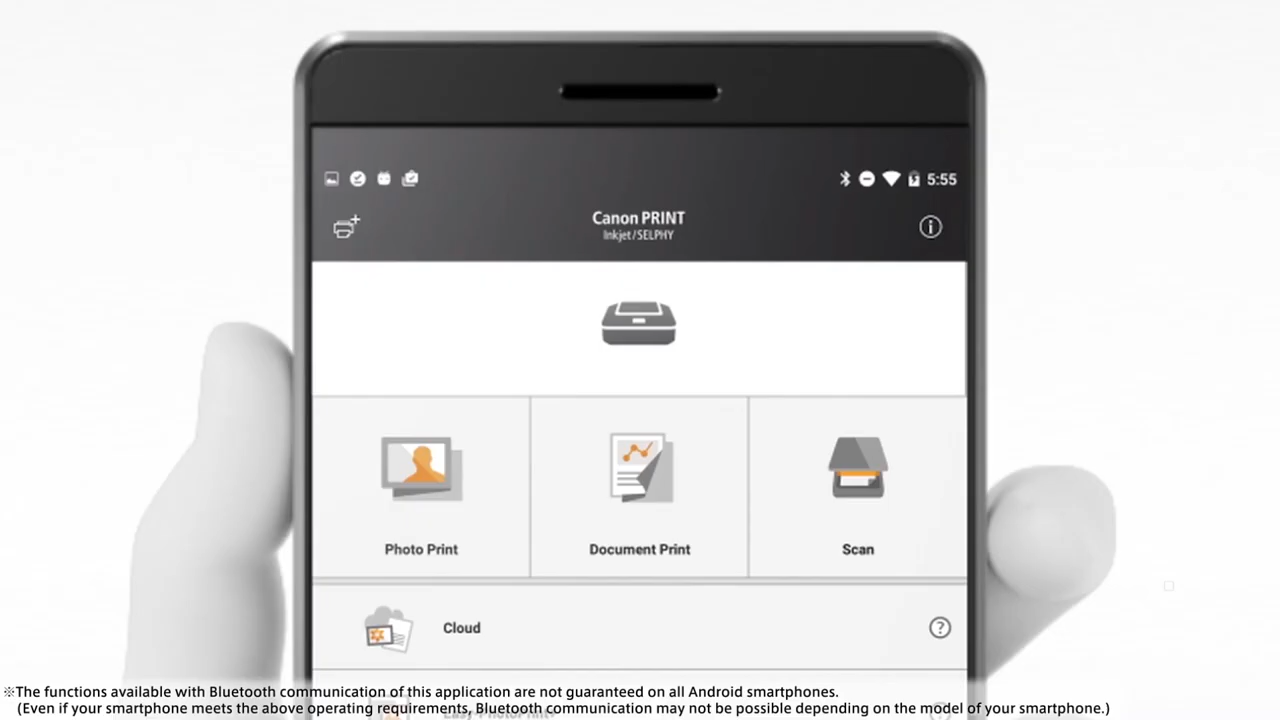 5:55
Canon PRINT
Inkjet/SELPHY
Photo Print
Document Print
Scan
Cloud
Easy-PhotoPrint+
※The functions available with Bluetooth communication of this application are not guaranteed on all Android smartphones.
(Even if your smartphone meets the above operating requirements, Bluetooth communication may not be possible depending on the model of your smartphone.)